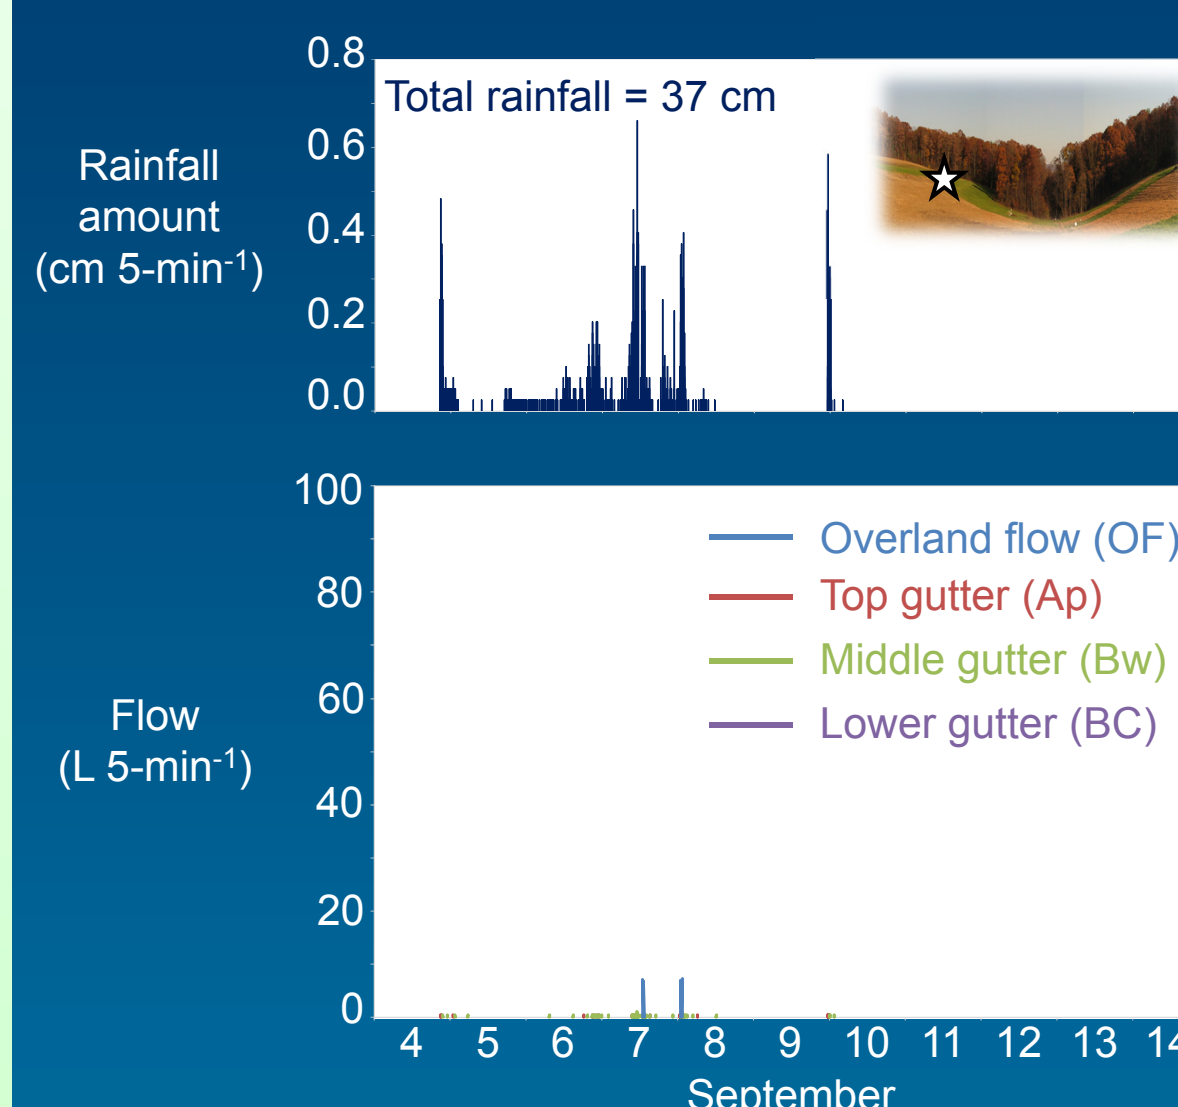 0.8
Total rainfall = 37 cm
0.6
Rainfall
amount
(cm 5-min-1)
0.4
0.2
0.0
100
Overland flow (OF)
80
Top gutter (Ap)
Middle gutter (Bw)
60
Lower gutter (BC)
Flow
(L 5-min-1)
40
20
0
4 5 6 7 8 9 10 11 12 13 14
September